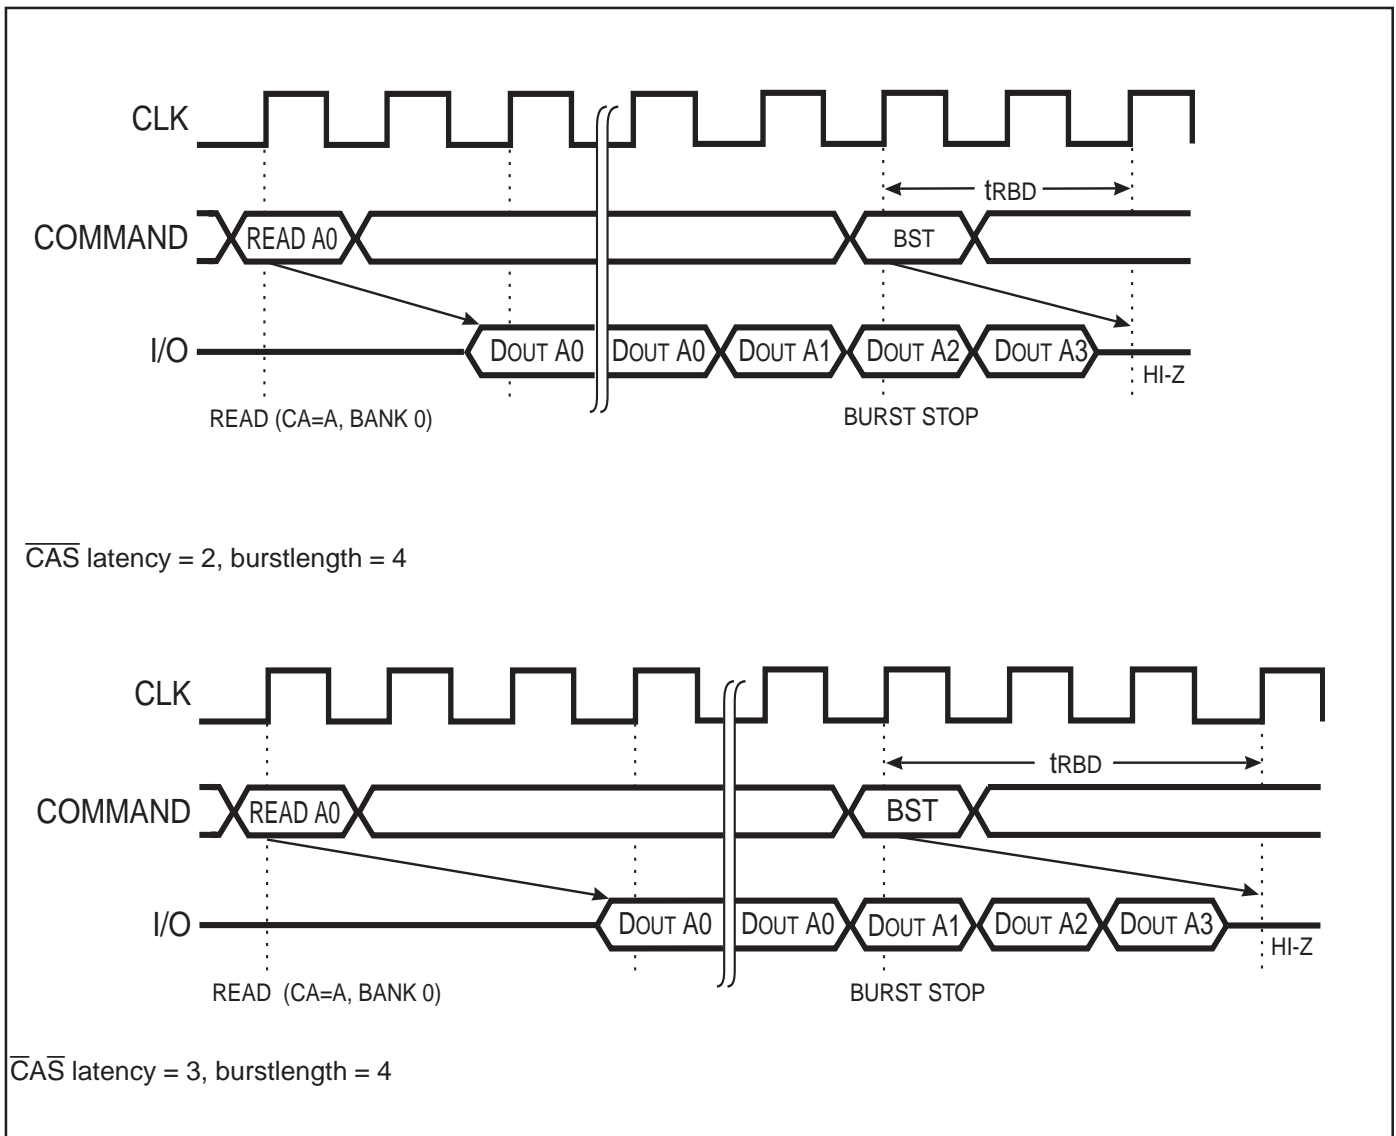 CLK
tRBD
COMMAND READ A0 BST
I/O DOUT A0 DOUT A0 DOUT A1 DOUT A2 DOUT A3
HI-Z
READ (CA=A, BANK 0) BURST STOP
C̅A̅S̅ latency = 2, burstlength = 4
CLK
tRBD
COMMAND READ A0 BST
I/O DOUT A0 DOUT A0 DOUT A1 DOUT A2 DOUT A3
HI-Z
READ (CA=A, BANK 0) BURST STOP
C̅AS̅ latency = 3, burstlength = 4